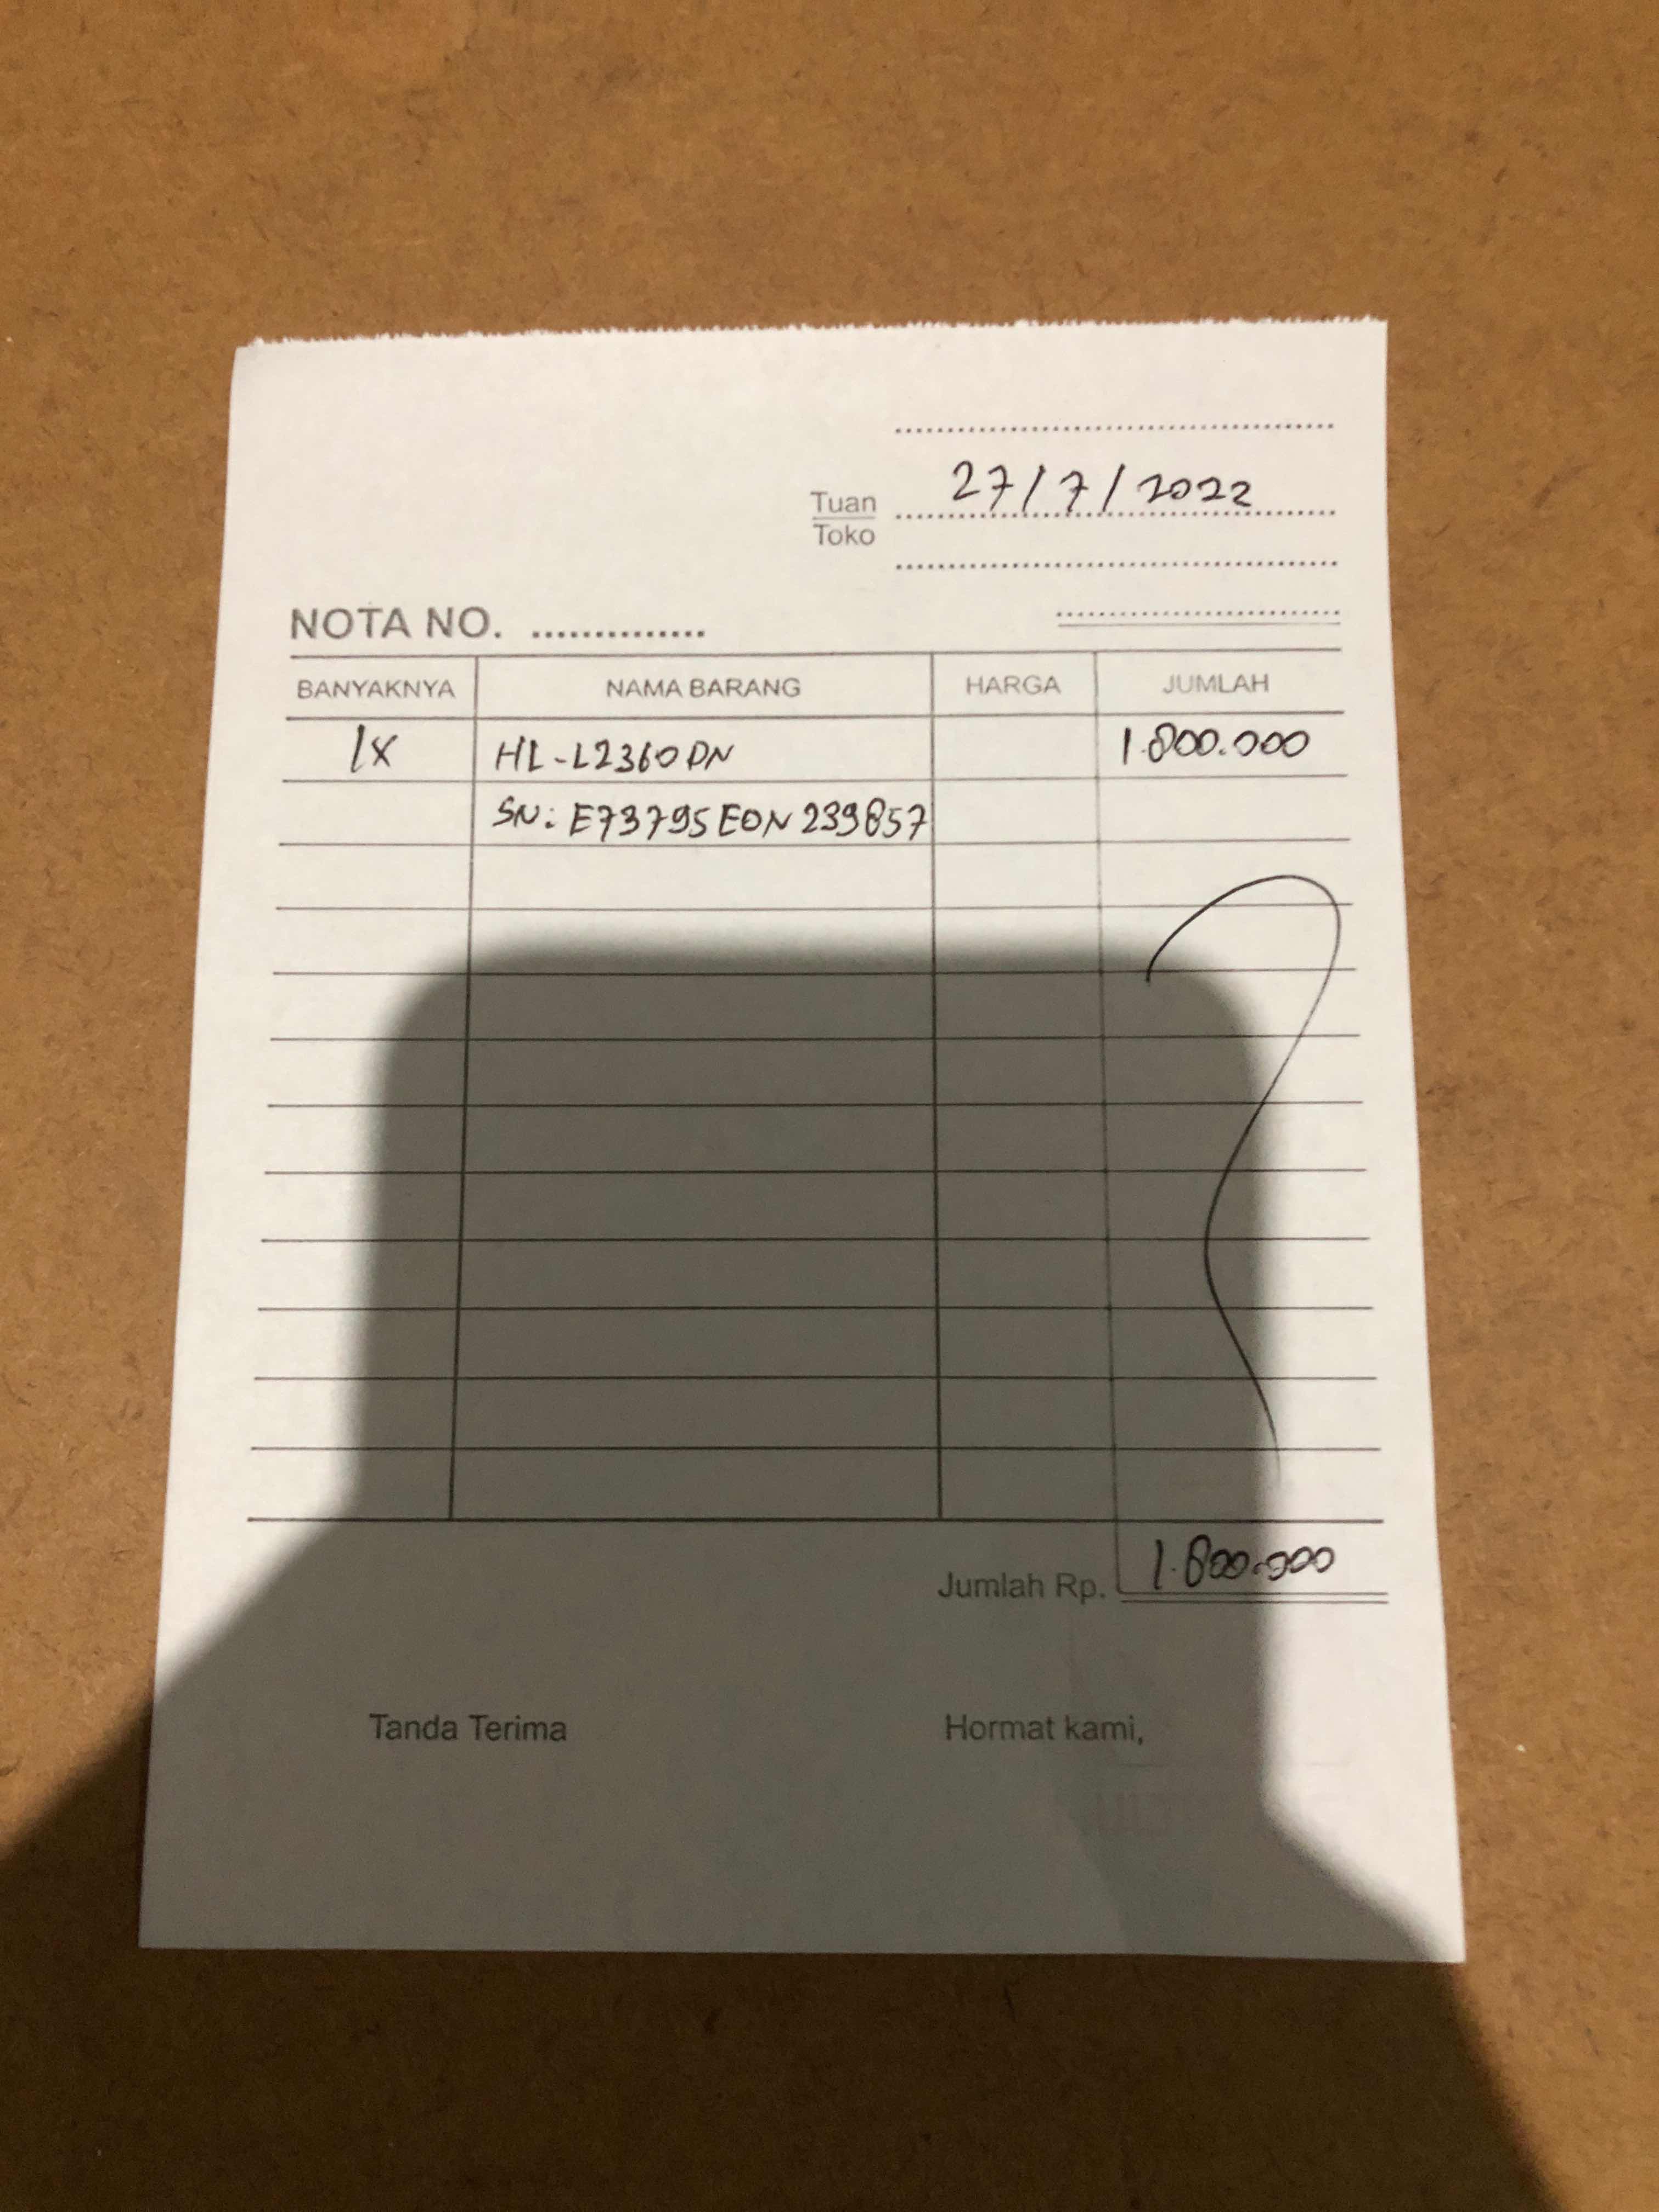 27/7/2022
Tuan
Toko
NOTA NO. ..............
BANYAKNYA NAMA BARANG HARGA JUMLAH
1X HL-L2360DN 1.800.000
SN: E73795E0N239857
Jumlah Rp. 1.800.000
Tanda Terima Hormat kami,